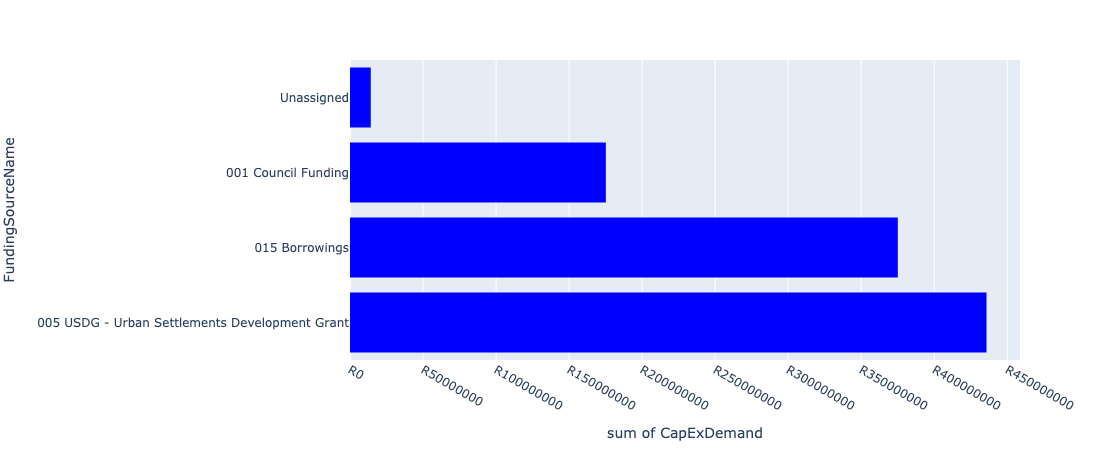 FundingSourceName
Unassigned
001 Council Funding
015 Borrowings
005 USDG - Urban Settlements Development Grant
R0
R50000000
R100000000
R150000000
R200000000
R250000000
R300000000
R350000000
R400000000
R450000000
sum of CapExDemand